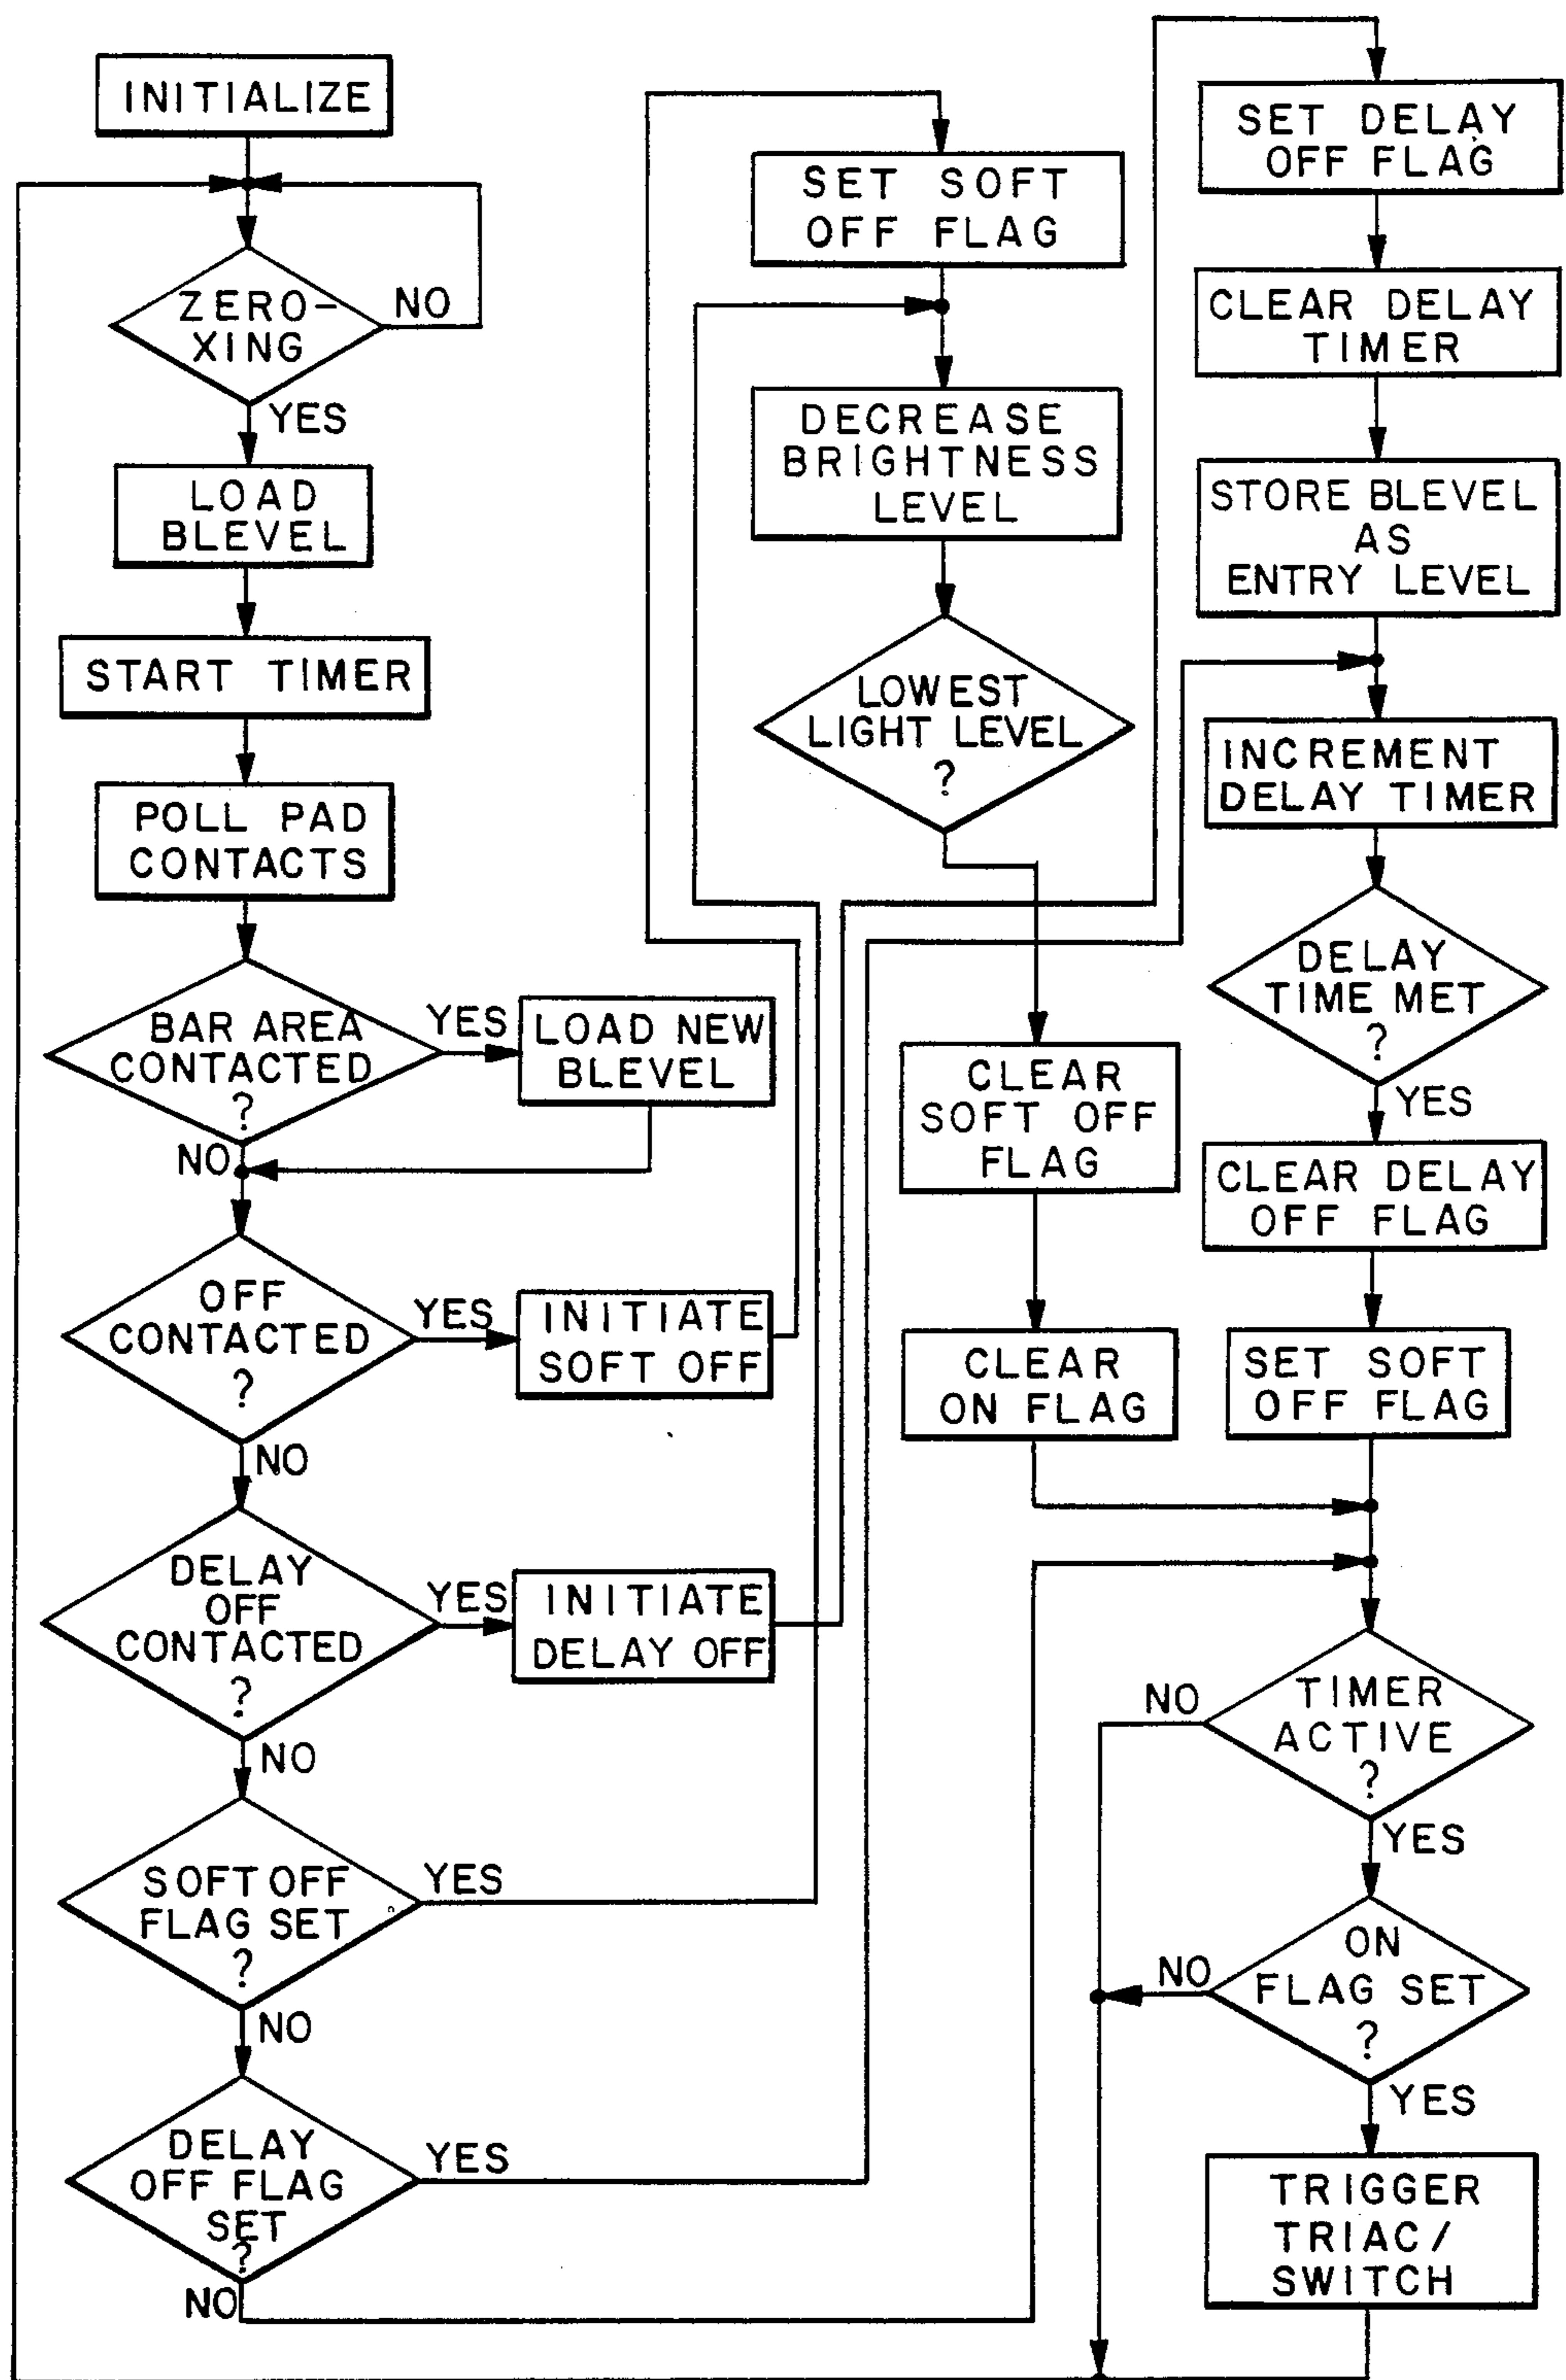 INITIALIZE
ZERO-
XING
NO
YES
LOAD
BLEVEL
START TIMER
POLL PAD
CONTACTS
BAR AREA
CONTACTED
?
YES
LOAD NEW
BLEVEL
NO
OFF
CONTACTED
?
YES
INITIATE
SOFT OFF
NO
DELAY
OFF
CONTACTED
?
YES
INITIATE
DELAY OFF
NO
SOFT OFF
FLAG SET
?
YES
NO
DELAY
OFF FLAG
SET
?
YES
NO
SET SOFT
OFF FLAG
DECREASE
BRIGHTNESS
LEVEL
LOWEST
LIGHT LEVEL
?
CLEAR
SOFT OFF
FLAG
CLEAR
ON FLAG
SET DELAY
OFF FLAG
CLEAR DELAY
TIMER
STORE BLEVEL
AS
ENTRY LEVEL
INCREMENT
DELAY TIMER
DELAY
TIME MET
?
YES
CLEAR DELAY
OFF FLAG
SET SOFT
OFF FLAG
TIMER
ACTIVE
?
NO
YES
ON
FLAG SET
?
NO
YES
TRIGGER
TRIAC/
SWITCH